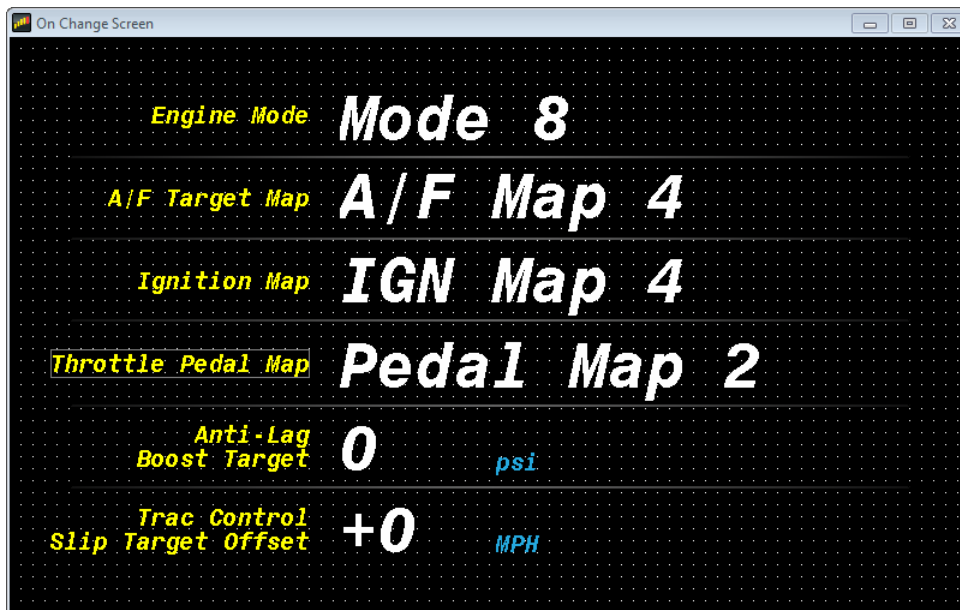 On Change Screen
Engine Mode Mode 8
A/F Target Map A/F Map 4
Ignition Map IGN Map 4
Throttle Pedal Map Pedal Map 2
Anti-Lag
Boost Target 0 psi
Trac Control
Slip Target Offset +0 MPH